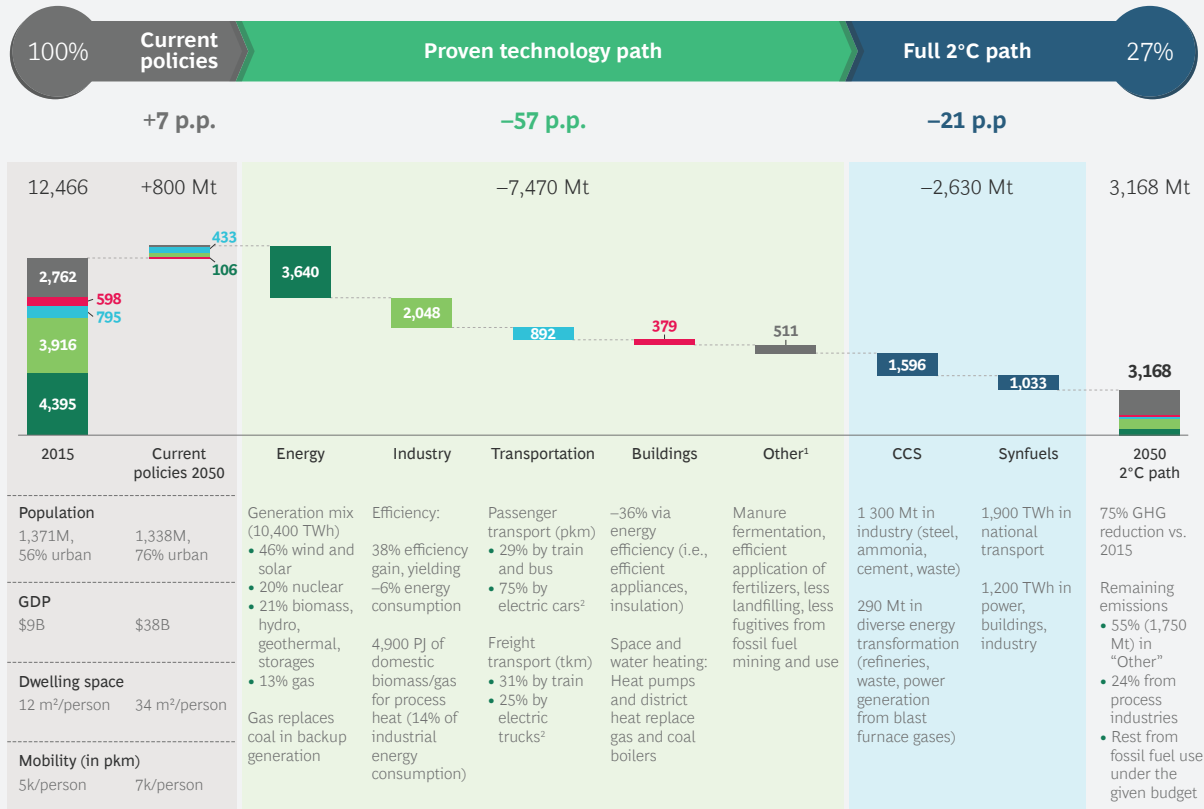 100%
Current
policies
Proven technology path
Full 2°C path
27%
+7 p.p.
–57 p.p.
–21 p.p
12,466
+800 Mt
–7,470 Mt
–2,630 Mt
3,168 Mt
2,762
598
795
3,916
4,395
433
106
3,640
2,048
892
379
511
1,596
1,033
3,168
2015
Current
policies 2050
Energy
Industry
Transportation
Buildings
Other¹
CCS
Synfuels
2050
2°C path
Population
1,371M,
56% urban
1,338M,
76% urban
GDP
$9B
$38B
Dwelling space
12 m²/person
34 m²/person
Mobility (in pkm)
5k/person
7k/person
Generation mix
(10,400 TWh)
• 46% wind and
solar
• 20% nuclear
• 21% biomass,
hydro,
geothermal,
storages
• 13% gas
Gas replaces
coal in backup
generation
Efficiency:
38% efficiency
gain, yielding
–6% energy
consumption
4,900 PJ of
domestic
biomass/gas
for process
heat (14% of
industrial
energy
consumption)
Passenger
transport (pkm)
• 29% by train
and bus
• 75% by
electric cars²
Freight
transport (tkm)
• 31% by train
• 25% by
electric
trucks²
–36% via
energy
efficiency (i.e.,
efficient
appliances,
insulation)
Space and
water heating:
Heat pumps
and district
heat replace
gas and coal
boilers
Manure
fermentation,
efficient
application of
fertilizers, less
landfilling, less
fugitives from
fossil fuel
mining and use
1 300 Mt in
industry (steel,
ammonia,
cement, waste)
290 Mt in
diverse energy
transformation
(refineries,
waste, power
generation
from blast
furnace gases)
1,900 TWh in
national
transport
1,200 TWh in
power,
buildings,
industry
75% GHG
reduction vs.
2015
Remaining
emissions
• 55% (1,750
Mt) in
“Other”
• 24% from
process
industries
• Rest from
fossil fuel use
under the
given budget